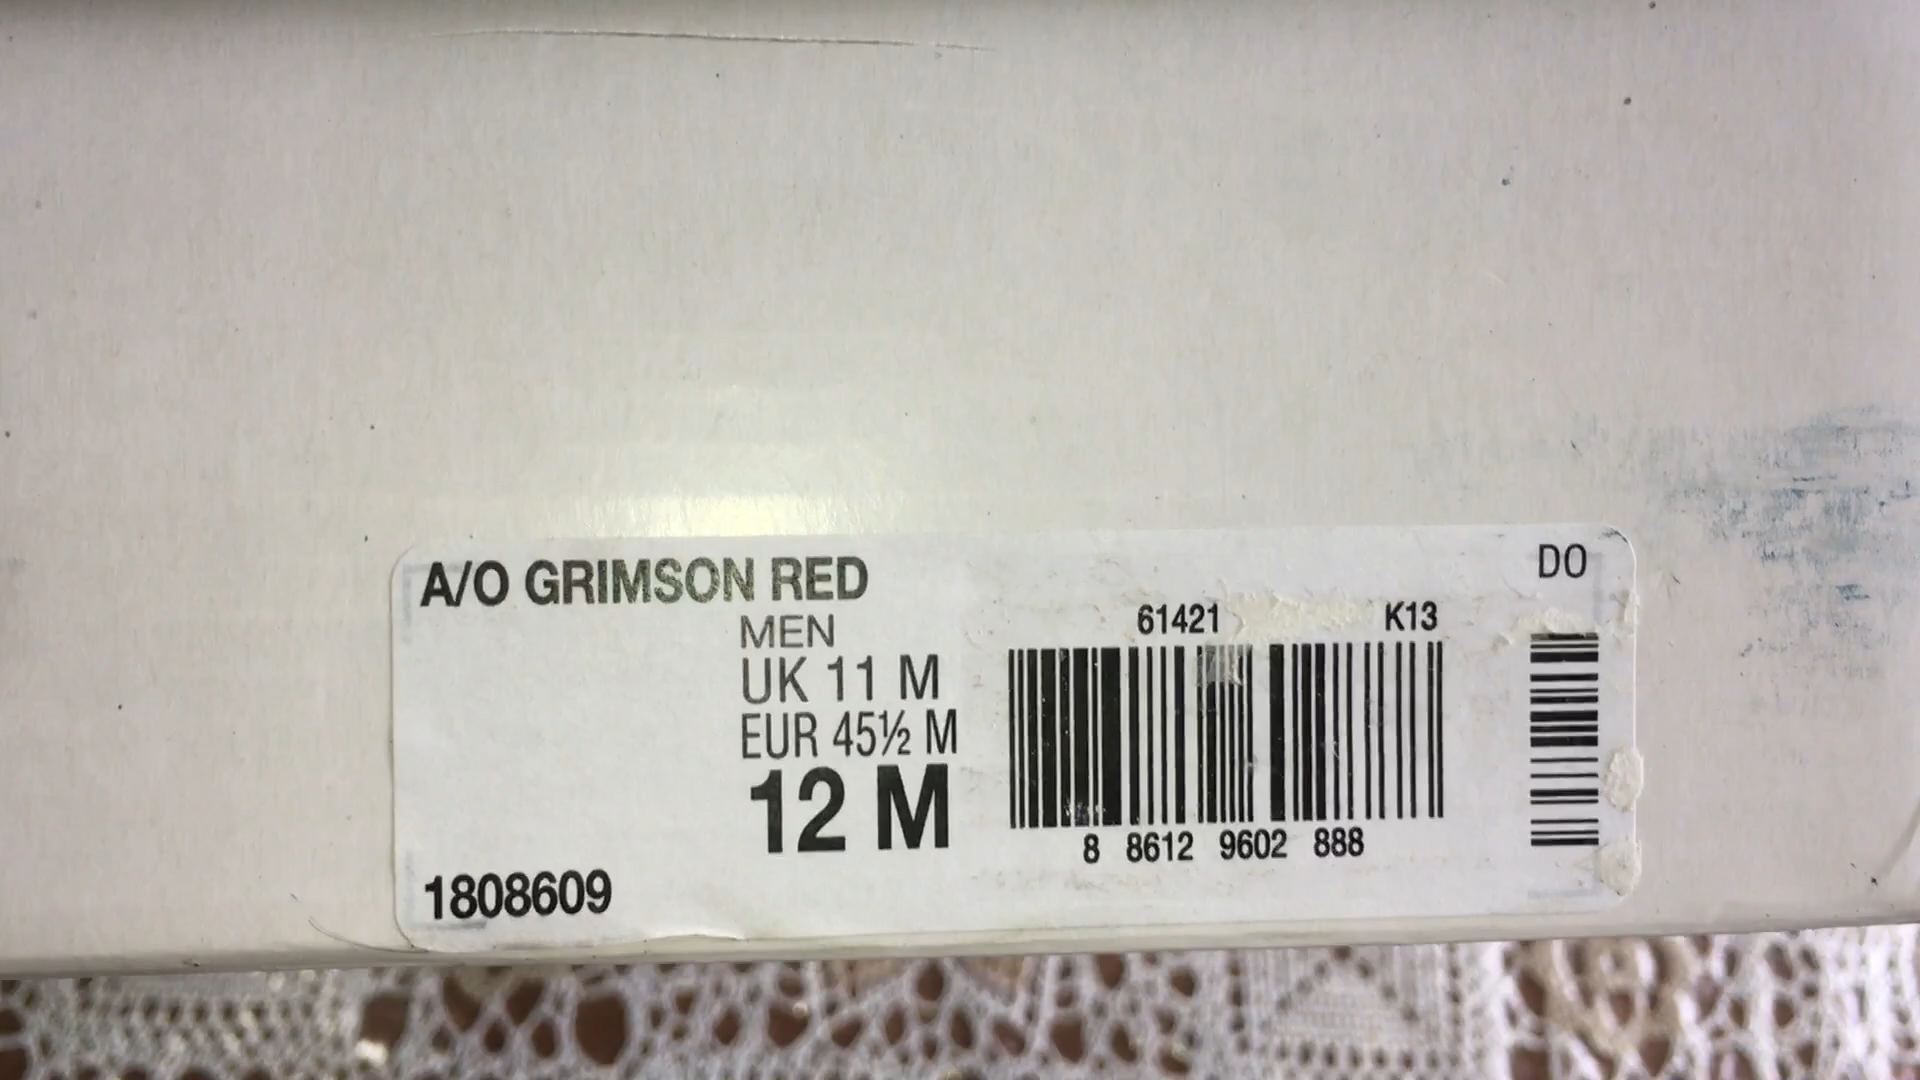 A/O GRIMSON RED
MEN
UK 11 M
EUR 45½ M
12 M
1808609
61421 K13
8 8612 9602 888
DO